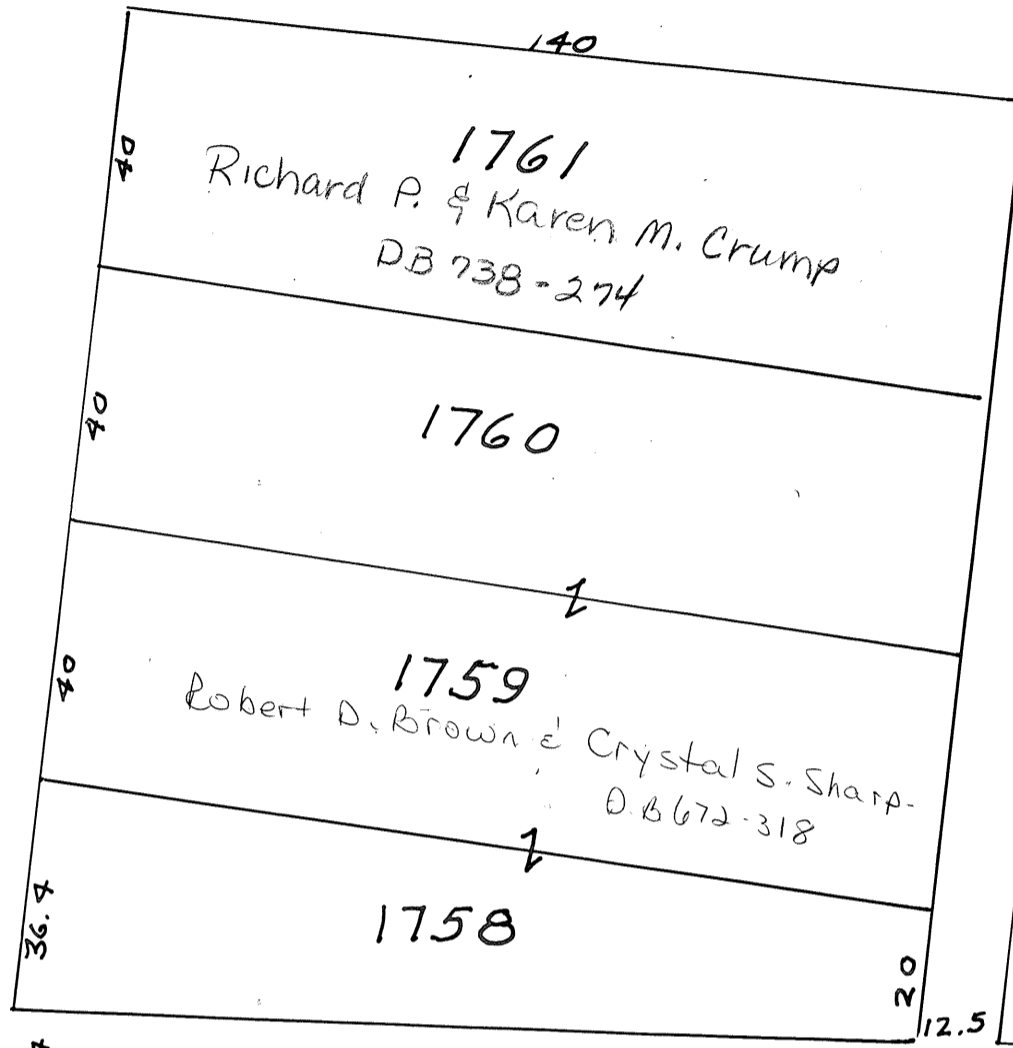 140
40
1761
Richard P. & Karen M. Crump
DB 738-274
40
1760
40
1759
Robert D. Brown & Crystal S. Sharp-
D.B 672-318
36.4
1758
20
12.5